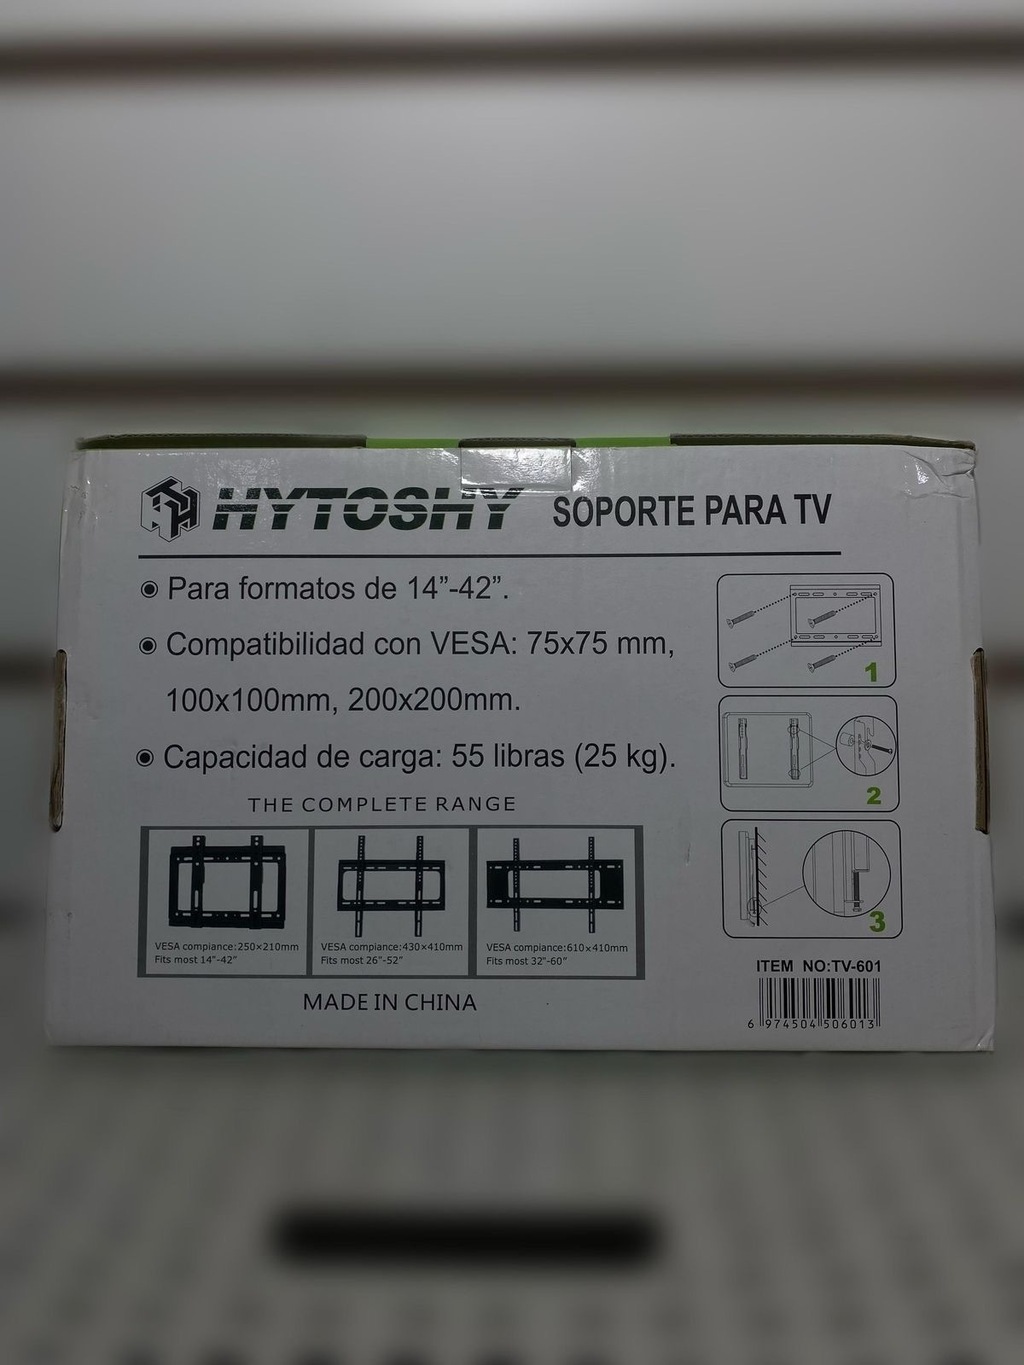 HYTOSHY SOPORTE PARA TV
Para formatos de 14”-42”.
Compatibilidad con VESA: 75x75 mm,
100x100mm, 200x200mm.
Capacidad de carga: 55 libras (25 kg).
THE COMPLETE RANGE
VESA compiance:250×210mm
Fits most 14"-42"
VESA compiance:430×410mm
Fits most 26"-52"
VESA compiance:610×410mm
Fits most 32"-60"
MADE IN CHINA
1
2
3
ITEM NO:TV-601
6 974504 506013